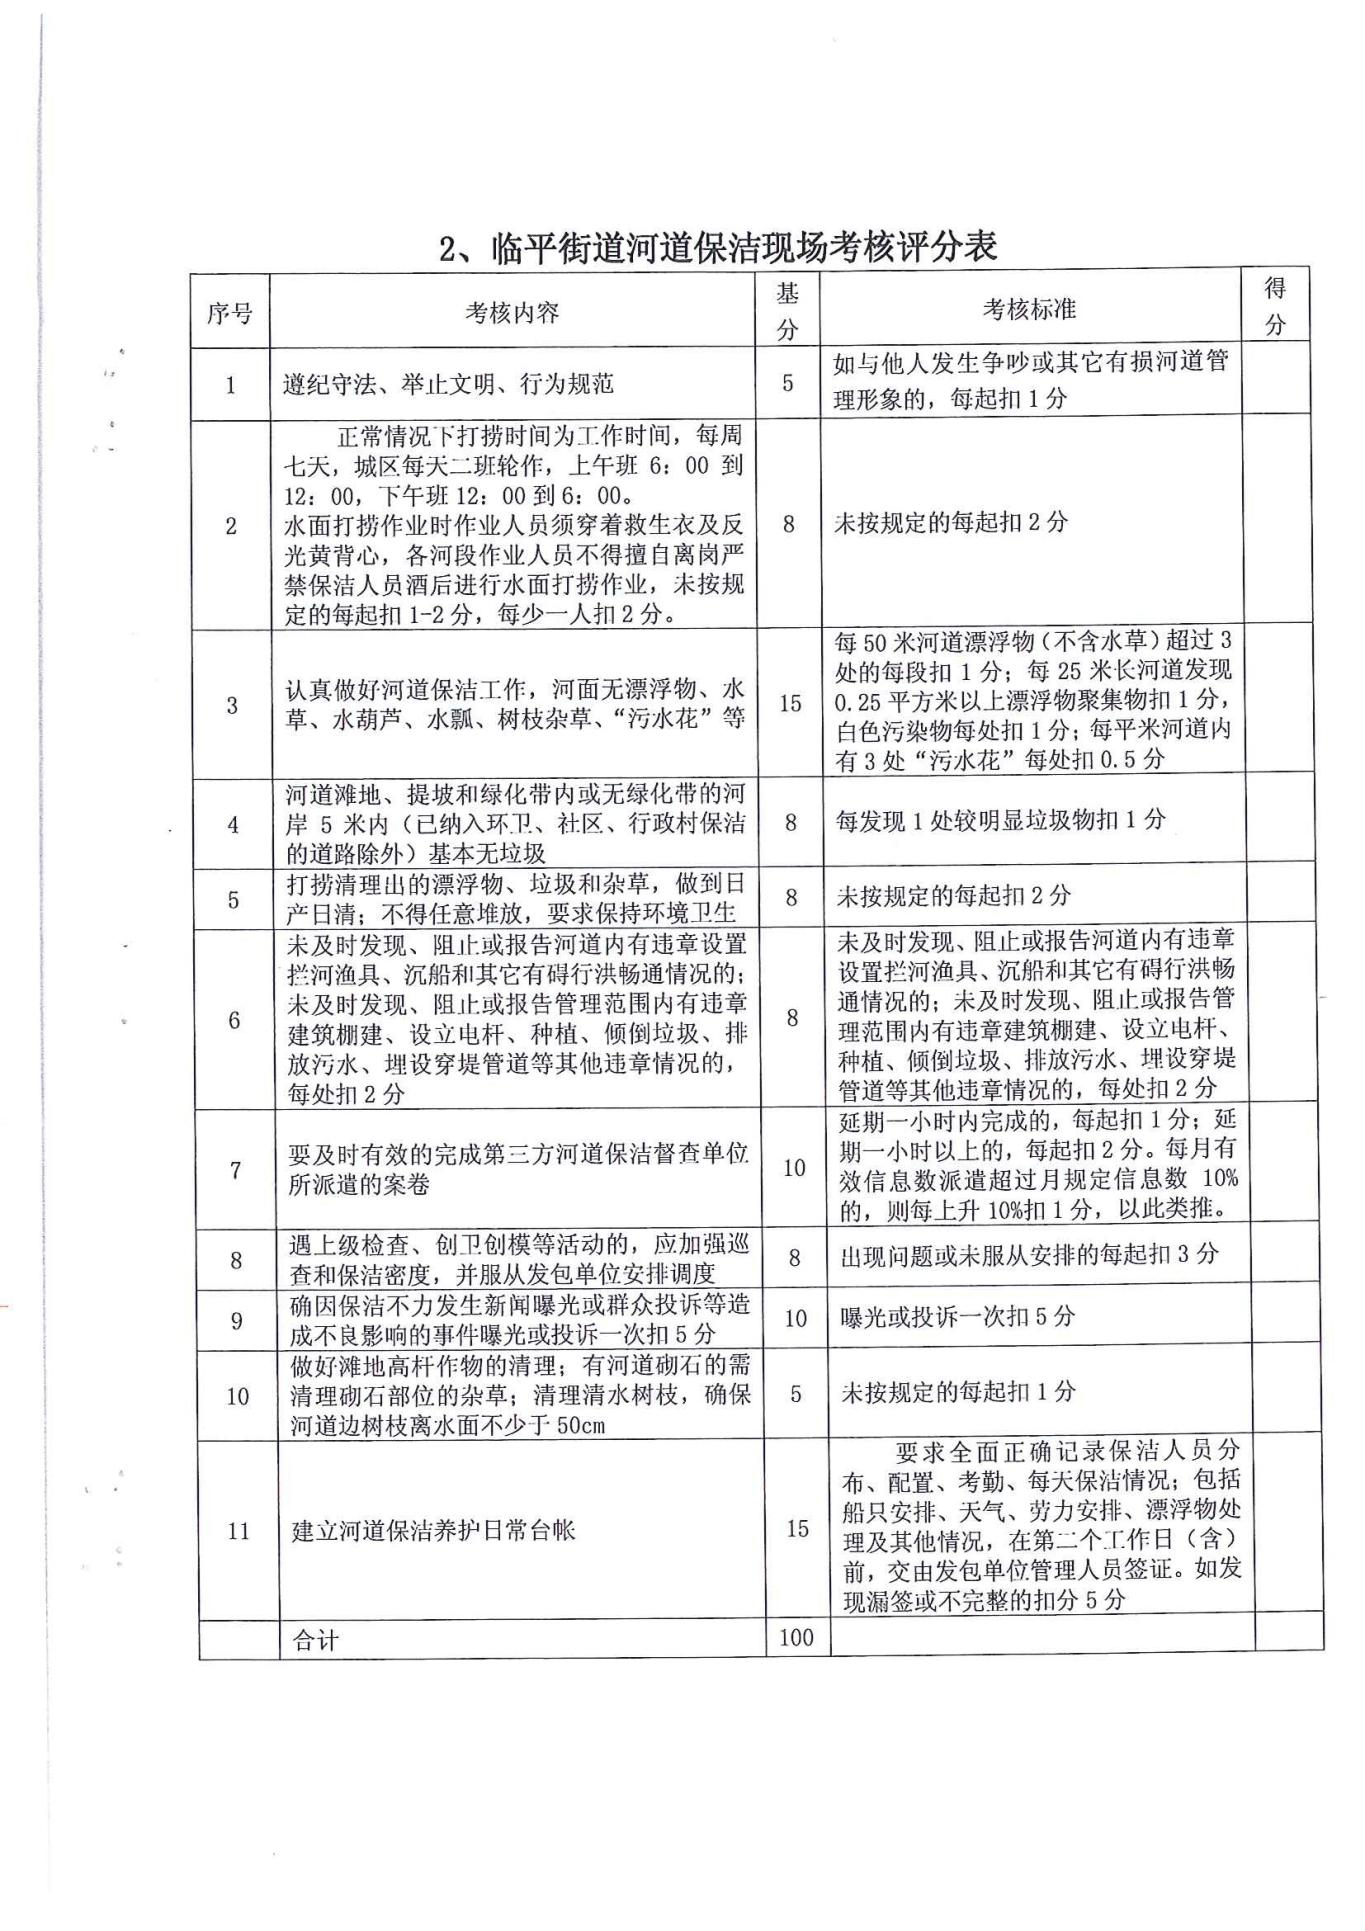 2、临平街道河道保洁现场考核评分表
序号
考核内容
基
分
考核标准
得
分
1
遵纪守法、举止文明、行为规范
5
如与他人发生争吵或其它有损河道管
理形象的，每起扣 1 分
2
正常情况下打捞时间为工作时间，每周
七天，城区每天二班轮作，上午班 6：00 到
12：00，下午班 12：00 到 6：00。
水面打捞作业时作业人员须穿着救生衣及反
光黄背心，各河段作业人员不得擅自离岗严
禁保洁人员酒后进行水面打捞作业，未按规
定的每起扣 1-2 分，每少一人扣 2 分。
8
未按规定的每起扣 2 分
3
认真做好河道保洁工作，河面无漂浮物、水
草、水葫芦、水瓢、树枝杂草、“污水花”等
15
每 50 米河道漂浮物（不含水草）超过 3
处的每段扣 1 分；每 25 米长河道发现
0.25 平方米以上漂浮物聚集物扣 1 分，
白色污染物每处扣 1 分；每平米河道内
有 3 处“污水花”每处扣 0.5 分
4
河道滩地、提坡和绿化带内或无绿化带的河
岸 5 米内（已纳入环卫、社区、行政村保洁
的道路除外）基本无垃圾
8
每发现 1 处较明显垃圾物扣 1 分
5
打捞清理出的漂浮物、垃圾和杂草，做到日
产日清；不得任意堆放，要求保持环境卫生
8
未按规定的每起扣 2 分
6
未及时发现、阻止或报告河道内有违章设置
拦河渔具、沉船和其它有碍行洪畅通情况的；
未及时发现、阻止或报告管理范围内有违章
建筑棚建、设立电杆、种植、倾倒垃圾、排
放污水、埋设穿堤管道等其他违章情况的，
每处扣 2 分
8
未及时发现、阻止或报告河道内有违章
设置拦河渔具、沉船和其它有碍行洪畅
通情况的；未及时发现、阻止或报告管
理范围内有违章建筑棚建、设立电杆、
种植、倾倒垃圾、排放污水、埋设穿堤
管道等其他违章情况的，每处扣 2 分
7
要及时有效的完成第三方河道保洁督查单位
所派遣的案卷
10
延期一小时内完成的，每起扣 1 分；延
期一小时以上的，每起扣 2 分。每月有
效信息数派遣超过月规定信息数 10%
的，则每上升 10%扣 1 分，以此类推。
8
遇上级检查、创卫创模等活动的，应加强巡
查和保洁密度，并服从发包单位安排调度
8
出现问题或未服从安排的每起扣 3 分
9
确因保洁不力发生新闻曝光或群众投诉等造
成不良影响的事件曝光或投诉一次扣 5 分
10
曝光或投诉一次扣 5 分
10
做好滩地高杆作物的清理；有河道砌石的需
清理砌石部位的杂草；清理清水树枝，确保
河道边树枝离水面不少于 50cm
5
未按规定的每起扣 1 分
11
建立河道保洁养护日常台帐
15
要求全面正确记录保洁人员分
布、配置、考勤、每天保洁情况；包括
船只安排、天气、劳力安排、漂浮物处
理及其他情况，在第二个工作日（含）
前，交由发包单位管理人员签证。如发
现漏签或不完整的扣分 5 分
合计
100